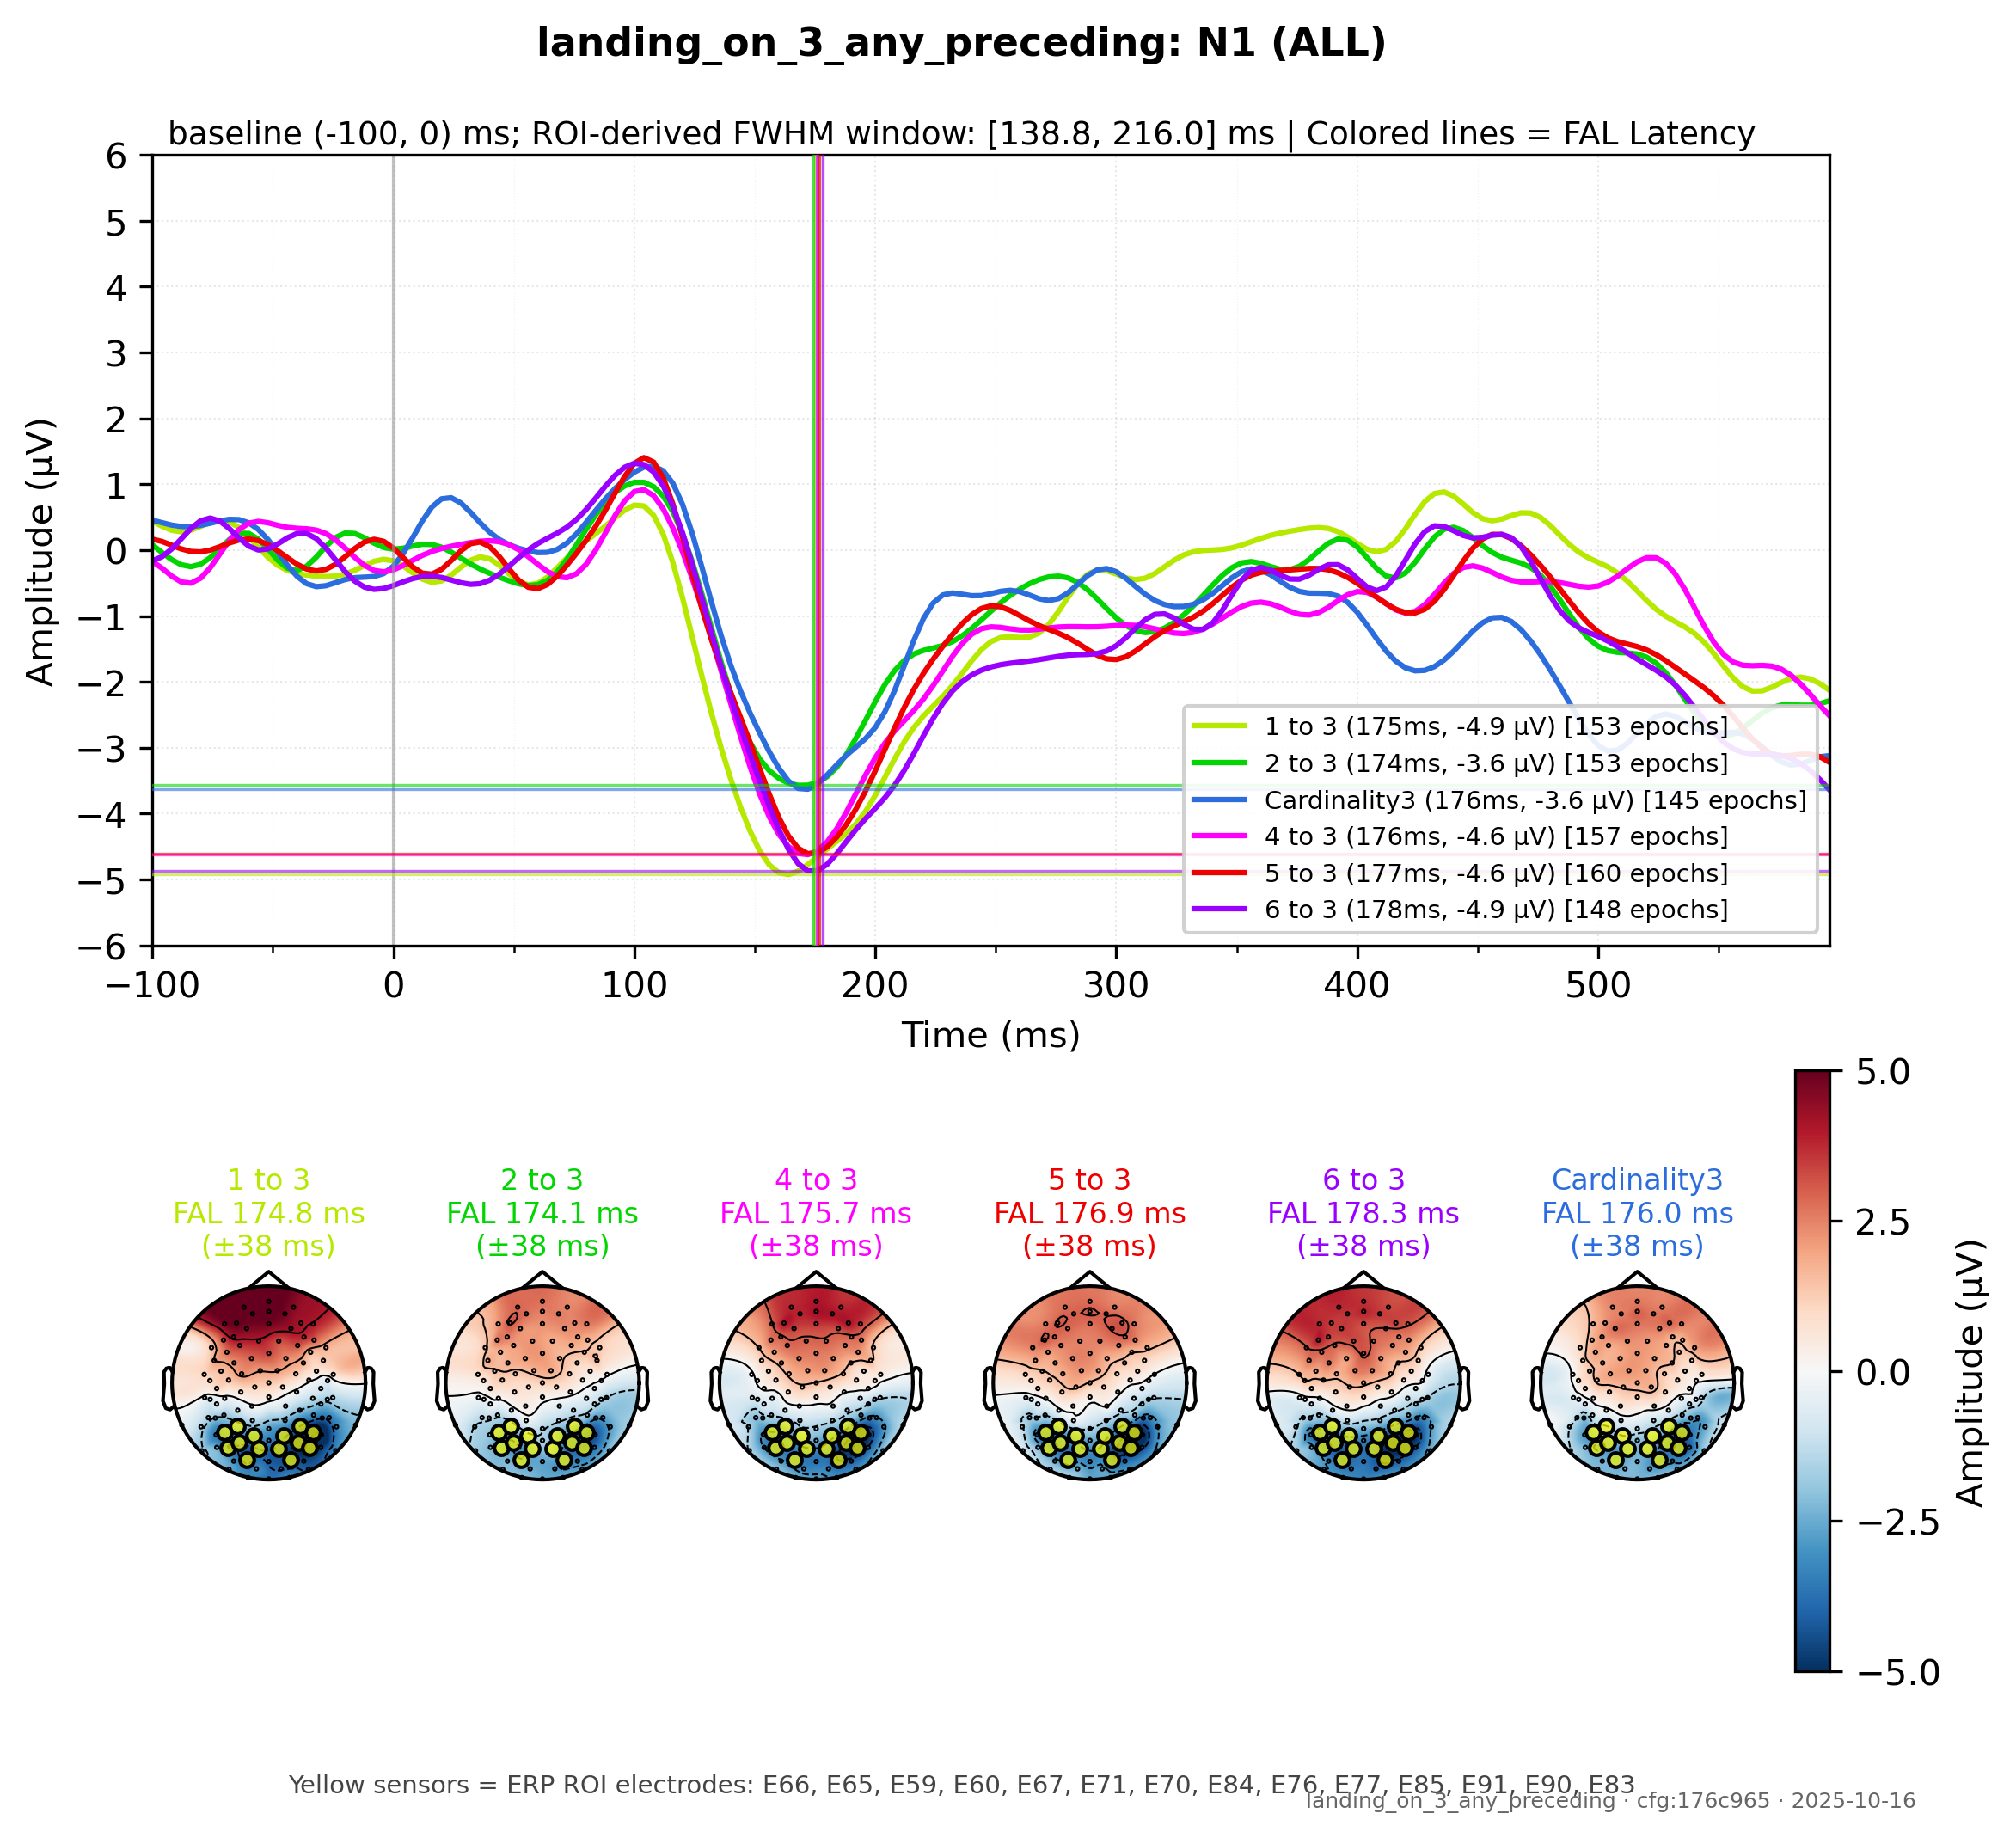 landing_on_3_any_preceding: N1 (ALL)
baseline (-100, 0) ms; ROI-derived FWHM window: [138.8, 216.0] ms | Colored lines = FAL Latency
6
5
4
3
2
1
0
−1
−2
−3
−4
−5
−6
Amplitude (µV)
1 to 3 (175ms, -4.9 µV) [153 epochs]
2 to 3 (174ms, -3.6 µV) [153 epochs]
Cardinality3 (176ms, -3.6 µV) [145 epochs]
4 to 3 (176ms, -4.6 µV) [157 epochs]
5 to 3 (177ms, -4.6 µV) [160 epochs]
6 to 3 (178ms, -4.9 µV) [148 epochs]
−100 0 100 200 300 400 500
Time (ms)
1 to 3
FAL 174.8 ms
(±38 ms)
2 to 3
FAL 174.1 ms
(±38 ms)
4 to 3
FAL 175.7 ms
(±38 ms)
5 to 3
FAL 176.9 ms
(±38 ms)
6 to 3
FAL 178.3 ms
(±38 ms)
Cardinality3
FAL 176.0 ms
(±38 ms)
5.0
2.5
0.0
−2.5
−5.0
Amplitude (µV)
Yellow sensors = ERP ROI electrodes: E66, E65, E59, E60, E67, E71, E70, E84, E76, E77, E85, E91, E90, E83
landing_on_3_any_preceding · cfg:176c965 · 2025-10-16